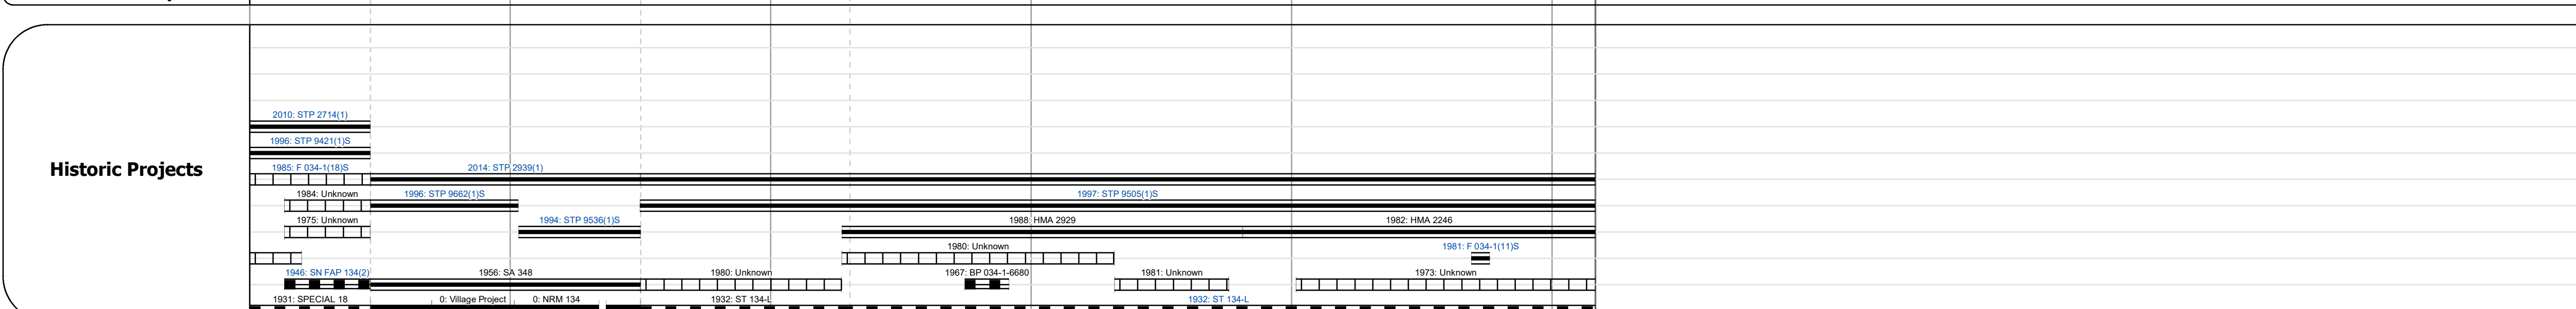 Historic Projects
2010: STP 2714(1)
1996: STP 9421(1)S
1985: F 034-1(18)S
2014: STP 2939(1)
1984: Unknown
1996: STP 9662(1)S
1997: STP 9505(1)S
1975: Unknown
1994: STP 9536(1)S
1988: HMA 2929
1982: HMA 2246
1980: Unknown
1981: F 034-1(11)S
1946: SN FAP 134(2)
1956: SA 348
1980: Unknown
1967: BP 034-1-6680
1981: Unknown
1973: Unknown
1931: SPECIAL 18
0: Village Project
0: NRM 134
1932: ST 134-L
1932: ST 134-L